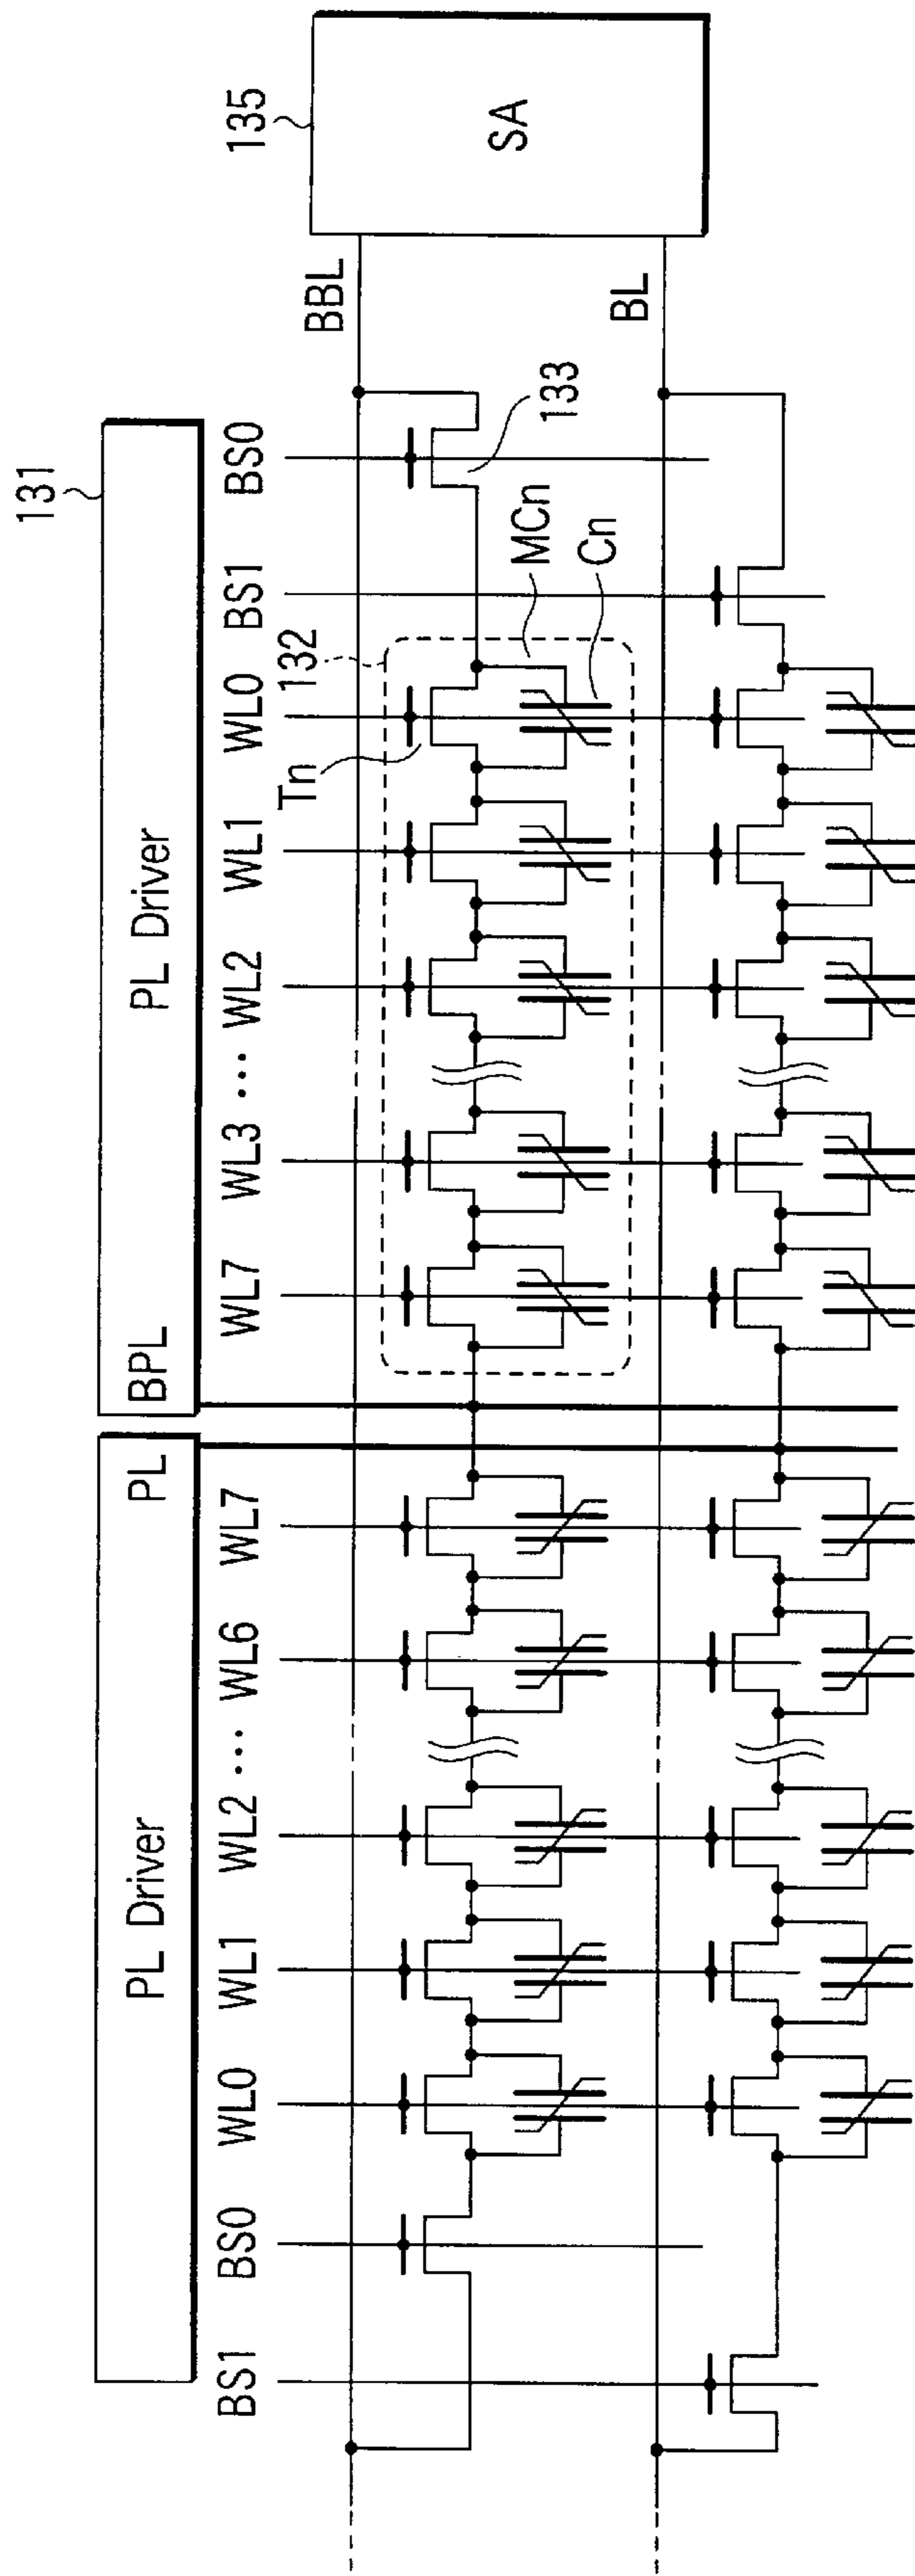 PL Driver PL
BPL PL Driver
131
BS1 BS0 WL0 WL1 WL2 ... WL6 WL7
WL7 WL3 ... WL2 WL1 WL0 BS1 BS0
135
SA
BBL
BL
132
Tn
MCn
Cn
133